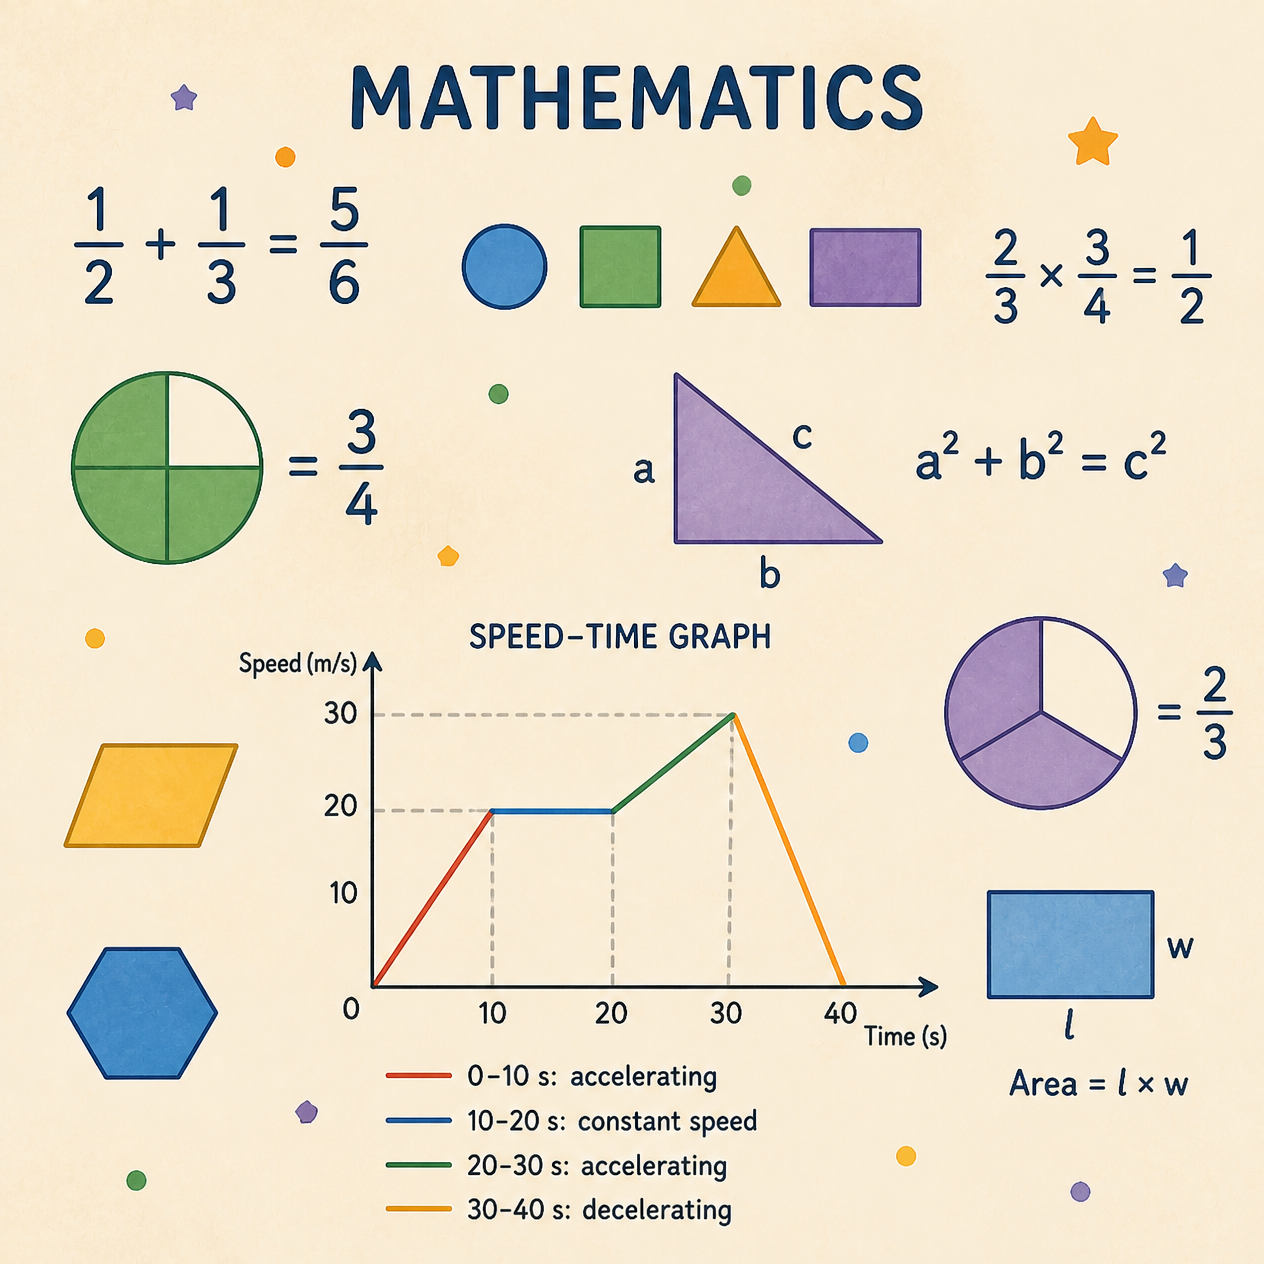 MATHEMATICS
1/2 + 1/3 = 5/6
2/3 × 3/4 = 1/2
= 3/4
a
c
b
a² + b² = c²
SPEED–TIME GRAPH
Speed (m/s)
30
20
10
0
10 20 30 40
Time (s)
0–10 s: accelerating
10–20 s: constant speed
20–30 s: accelerating
30–40 s: decelerating
= 2/3
w
l
Area = l × w